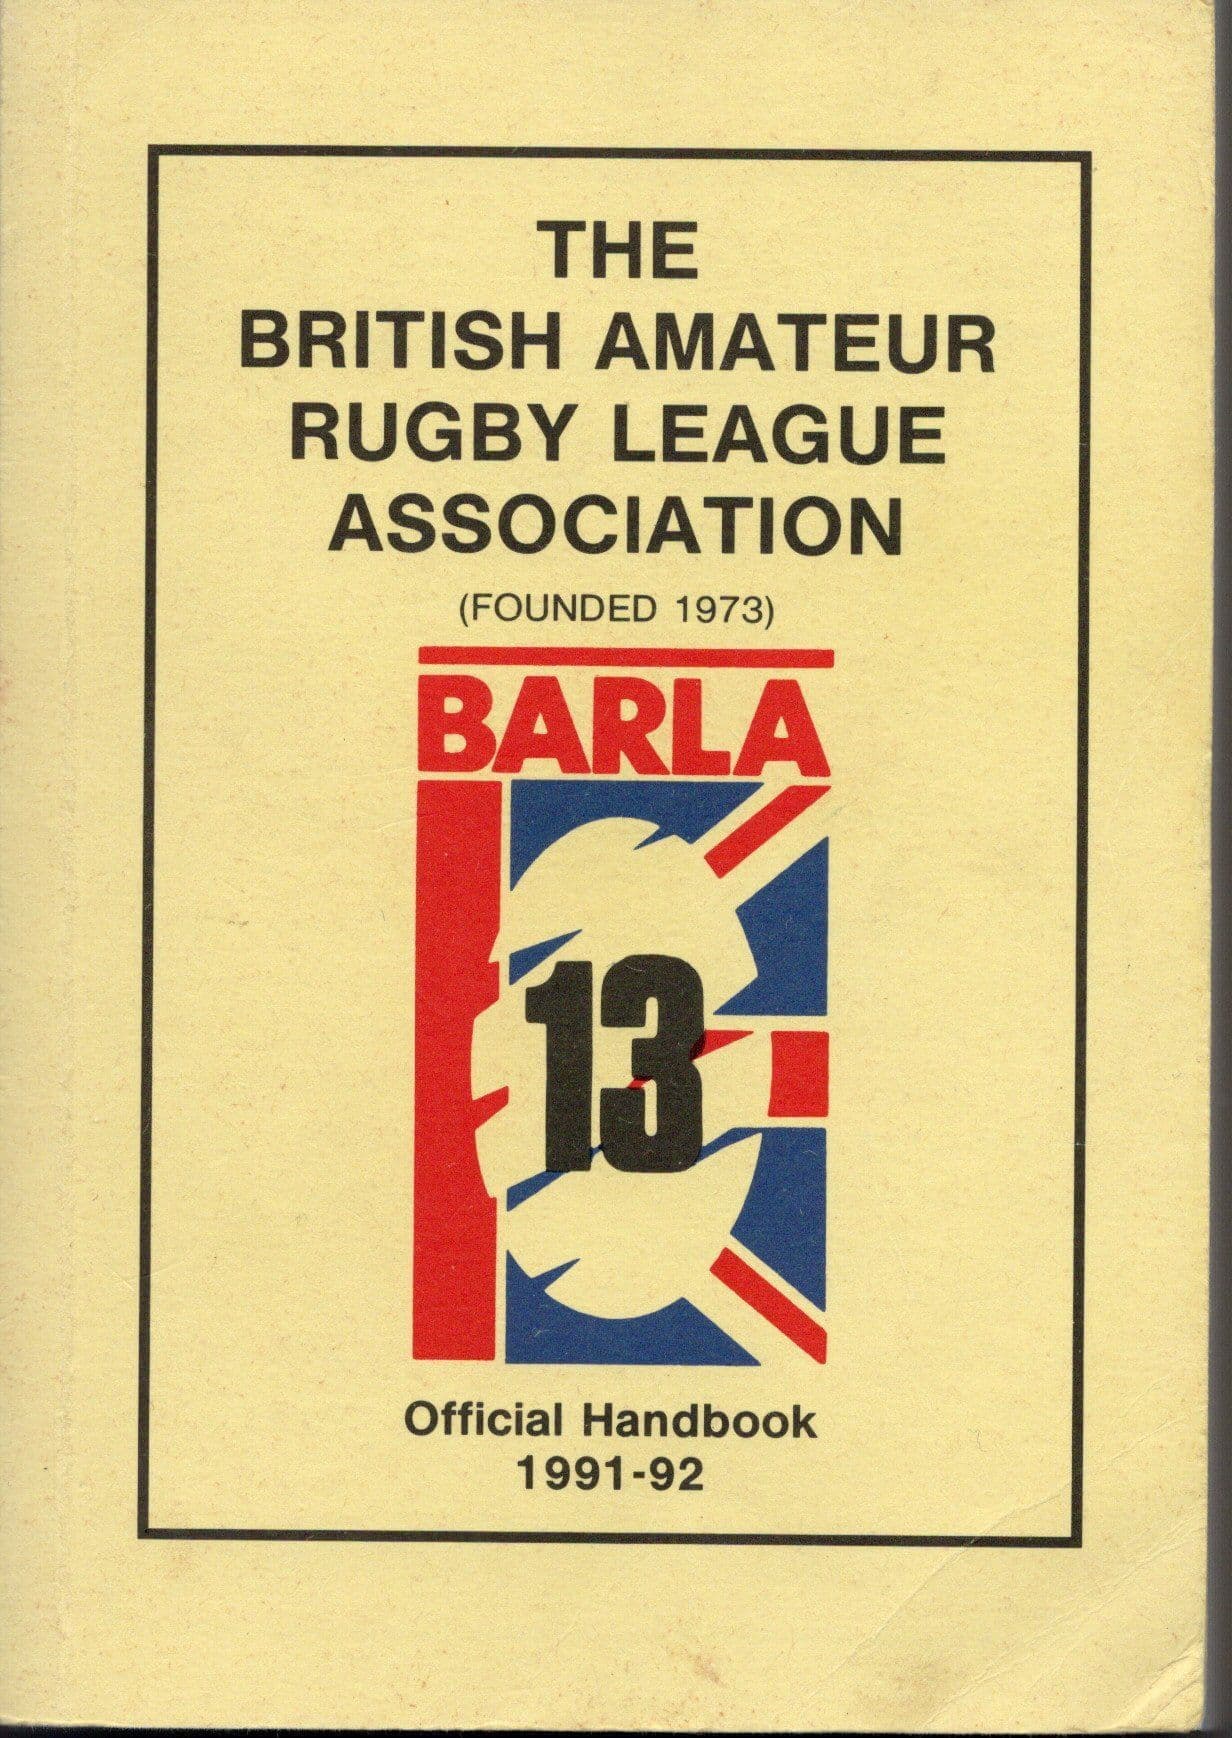 THE
BRITISH AMATEUR
RUGBY LEAGUE
ASSOCIATION
(FOUNDED 1973)
BARLA
13
Official Handbook
1991-92